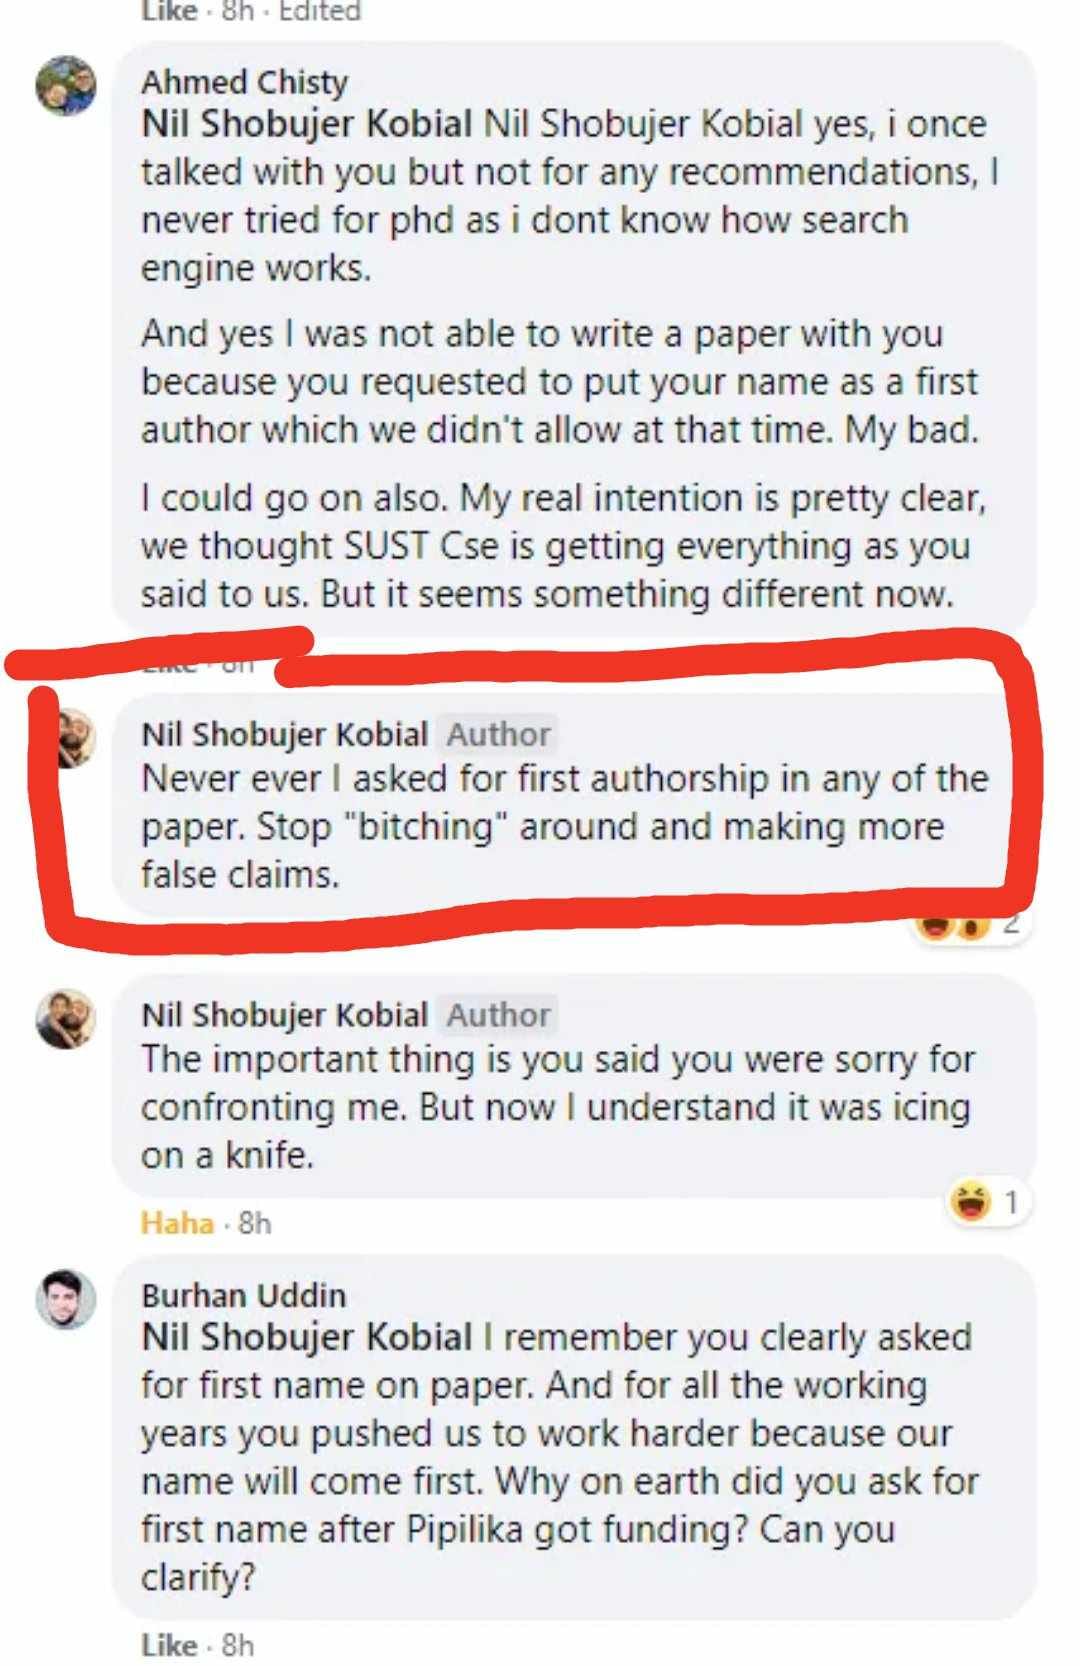 Like · 8h · Edited
Ahmed Chisty
Nil Shobujer Kobial Nil Shobujer Kobial yes, i once
talked with you but not for any recommendations, I
never tried for phd as i dont know how search
engine works.
And yes I was not able to write a paper with you
because you requested to put your name as a first
author which we didn't allow at that time. My bad.
I could go on also. My real intention is pretty clear,
we thought SUST Cse is getting everything as you
said to us. But it seems something different now.
Like · 8h
Nil Shobujer Kobial Author
Never ever I asked for first authorship in any of the
paper. Stop "bitching" around and making more
false claims.
2
Nil Shobujer Kobial Author
The important thing is you said you were sorry for
confronting me. But now I understand it was icing
on a knife.
1
Haha · 8h
Burhan Uddin
Nil Shobujer Kobial I remember you clearly asked
for first name on paper. And for all the working
years you pushed us to work harder because our
name will come first. Why on earth did you ask for
first name after Pipilika got funding? Can you
clarify?
Like · 8h